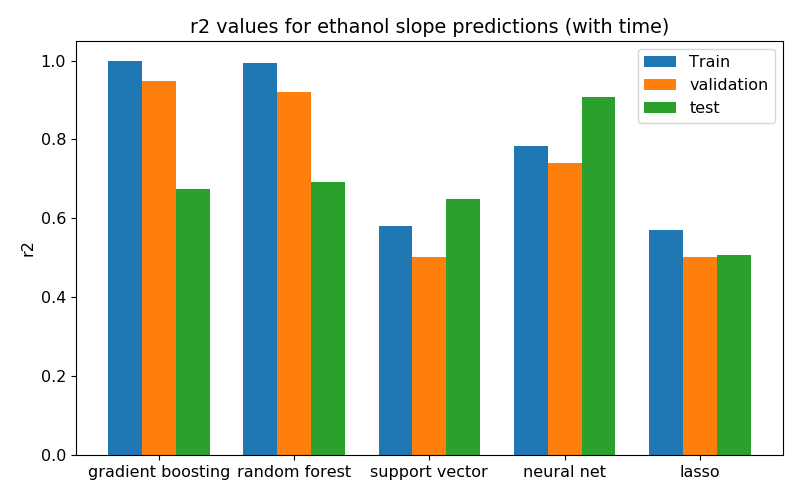 r2 values for ethanol slope predictions (with time)
Train
validation
test
r2
1.0
0.8
0.6
0.4
0.2
0.0
gradient boosting random forest support vector neural net lasso